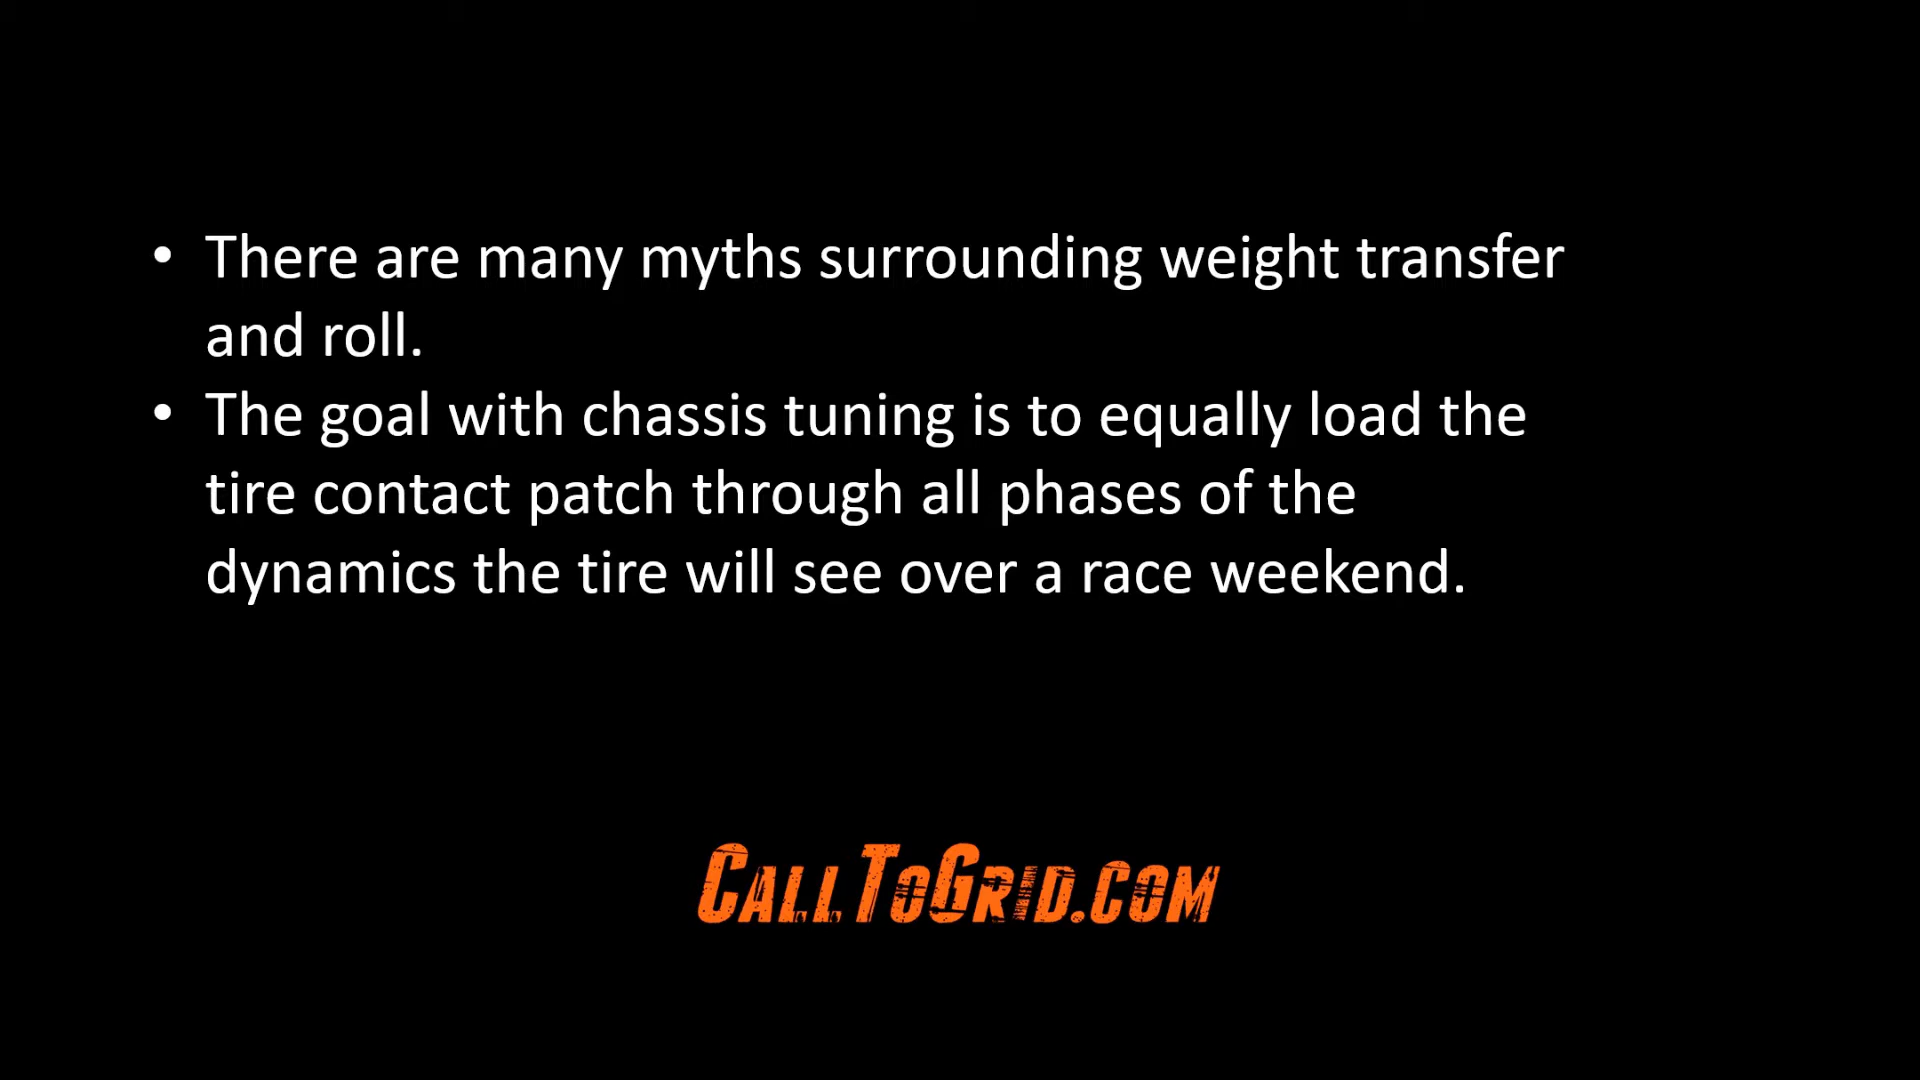 • There are many myths surrounding weight transfer
and roll.
• The goal with chassis tuning is to equally load the
tire contact patch through all phases of the
dynamics the tire will see over a race weekend.
CallToGrid.com